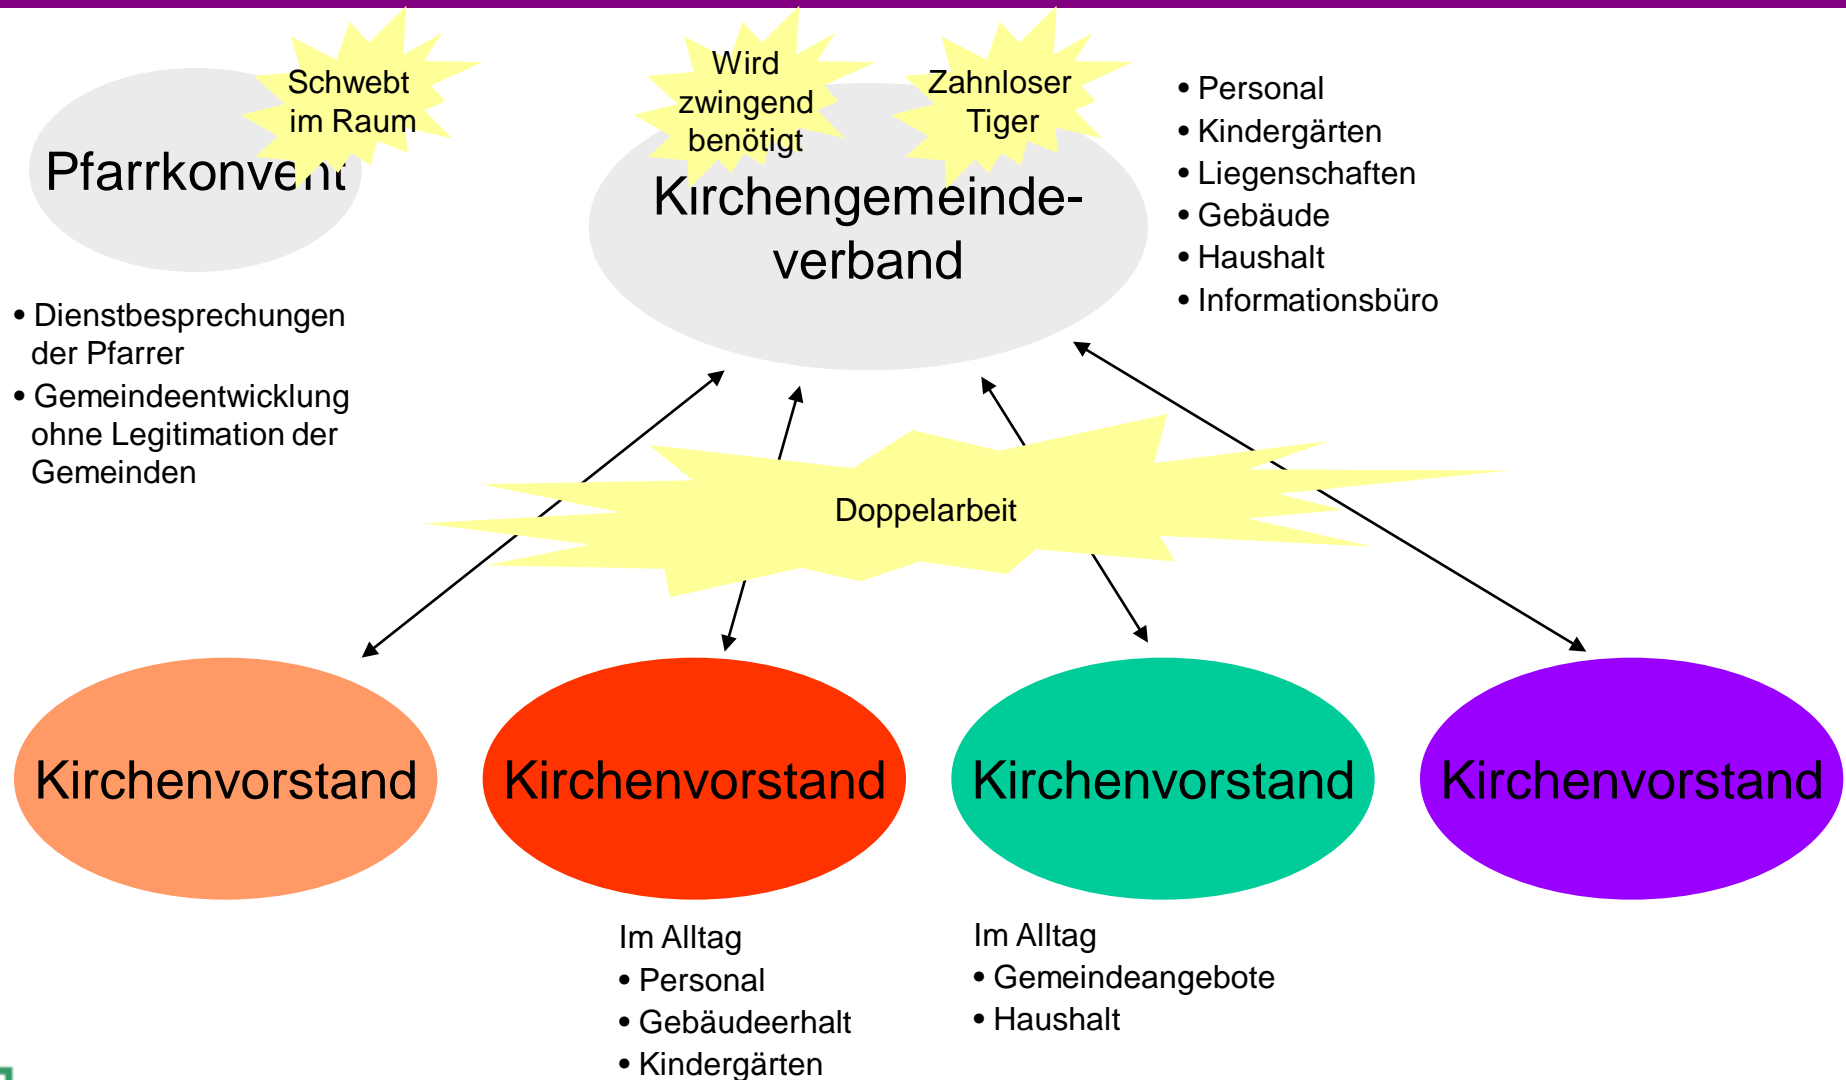 Schwebt
im Raum
Pfarrkonvent
• Dienstbesprechungen
der Pfarrer
• Gemeindeentwicklung
ohne Legitimation der
Gemeinden
Wird
zwingend
benötigt
Zahnloser
Tiger
Kirchengemeinde-
verband
• Personal
• Kindergärten
• Liegenschaften
• Gebäude
• Haushalt
• Informationsbüro
Doppelarbeit
Kirchenvorstand
Kirchenvorstand
Kirchenvorstand
Kirchenvorstand
Im Alltag
• Personal
• Gebäudeerhalt
• Kindergärten
Im Alltag
• Gemeindeangebote
• Haushalt